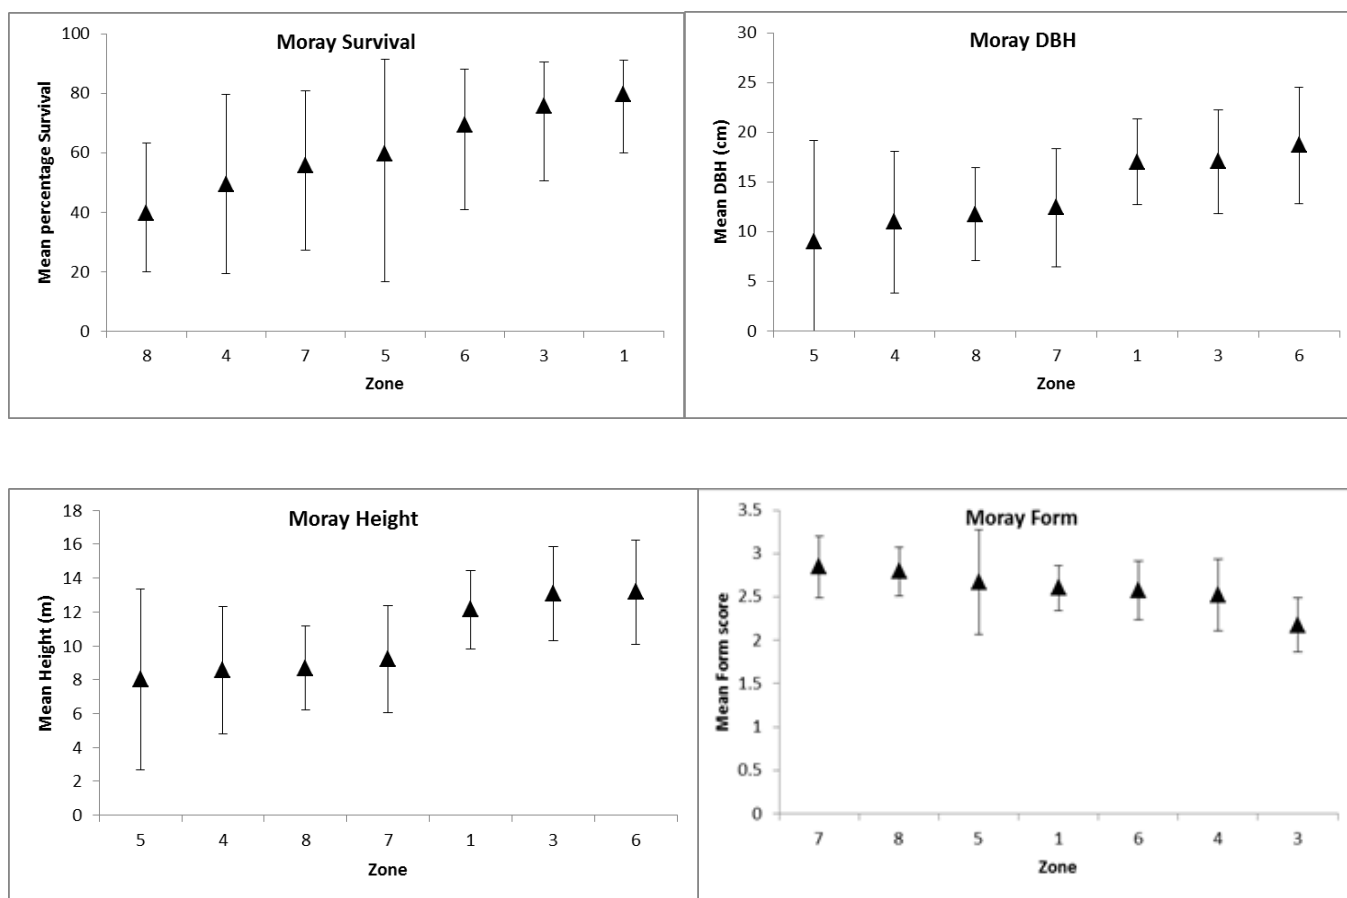 Moray Survival
Mean percentage Survival
100
80
60
40
20
0
8 4 7 5 6 3 1
Zone
Moray DBH
Mean DBH (cm)
30
25
20
15
10
5
0
5 4 8 7 1 3 6
Zone
Moray Height
Mean Height (m)
18
16
14
12
10
8
6
4
2
0
5 4 8 7 1 3 6
Zone
Moray Form
Mean Form score
3.5
3
2.5
2
1.5
1
0.5
0
7 8 5 1 6 4 3
Zone